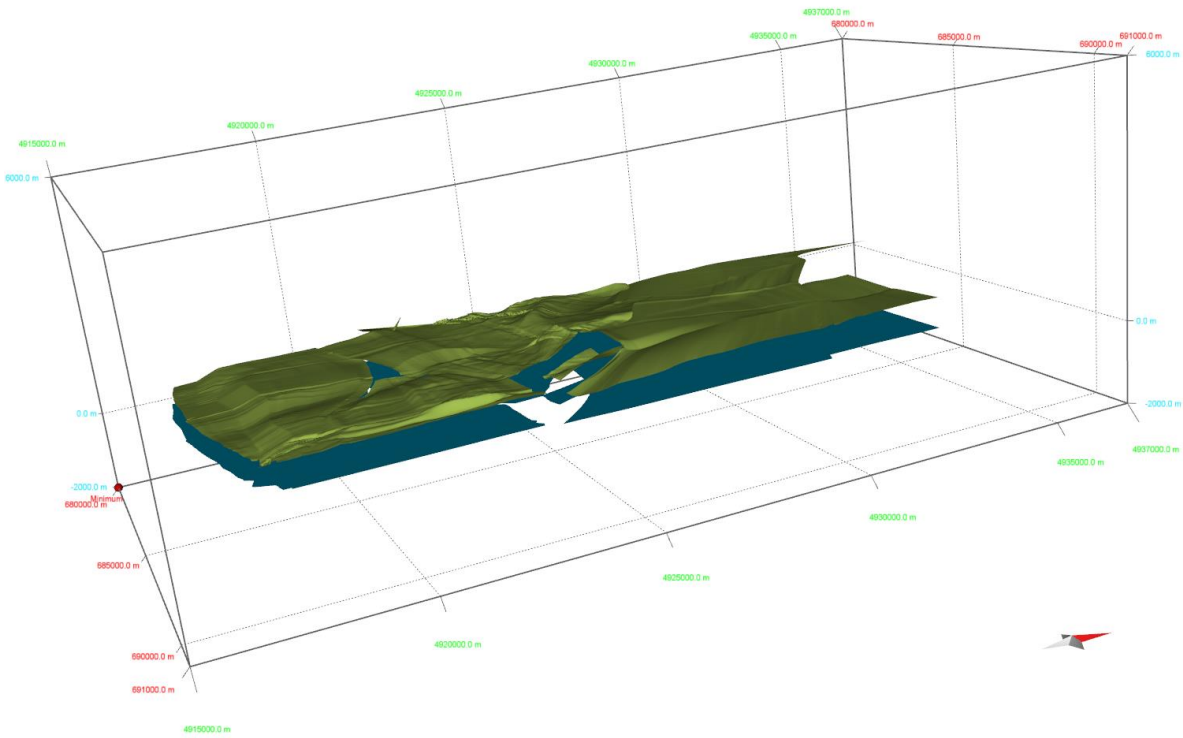 4937000.0 m
680000.0 m
4935000.0 m
685000.0 m
691000.0 m
690000.0 m
6000.0 m
4930000.0 m
4925000.0 m
4920000.0 m
4915000.0 m
6000.0 m
0.0 m
0.0 m
-2000.0 m
-2000.0 m
Minimum
680000.0 m
4937000.0 m
4935000.0 m
4930000.0 m
685000.0 m
4925000.0 m
4920000.0 m
690000.0 m
691000.0 m
4915000.0 m